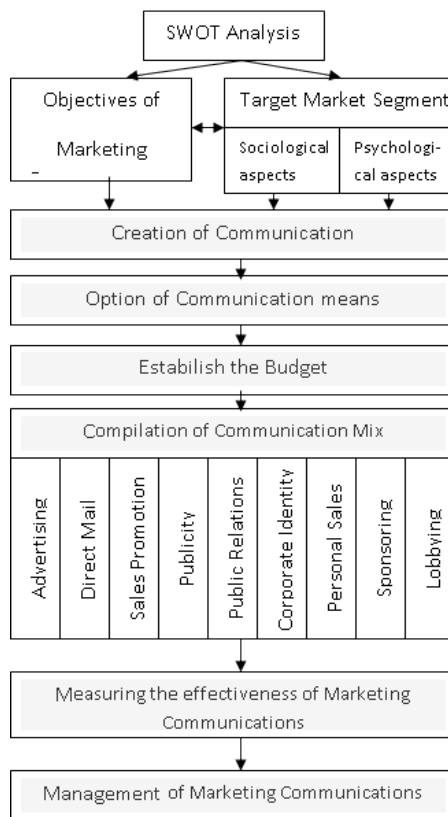 SWOT Analysis
Objectives of
Marketing
–
Target Market Segment
Sociological
aspects
Psychologi-
cal aspects
Creation of Communication
Option of Communication means
Estabilish the Budget
Compilation of Communication Mix
Advertising
Direct Mail
Sales Promotion
Publicity
Public Relations
Corporate Identity
Personal Sales
Sponsoring
Lobbying
Measuring the effectiveness of Marketing
Communications
Management of Marketing Communications